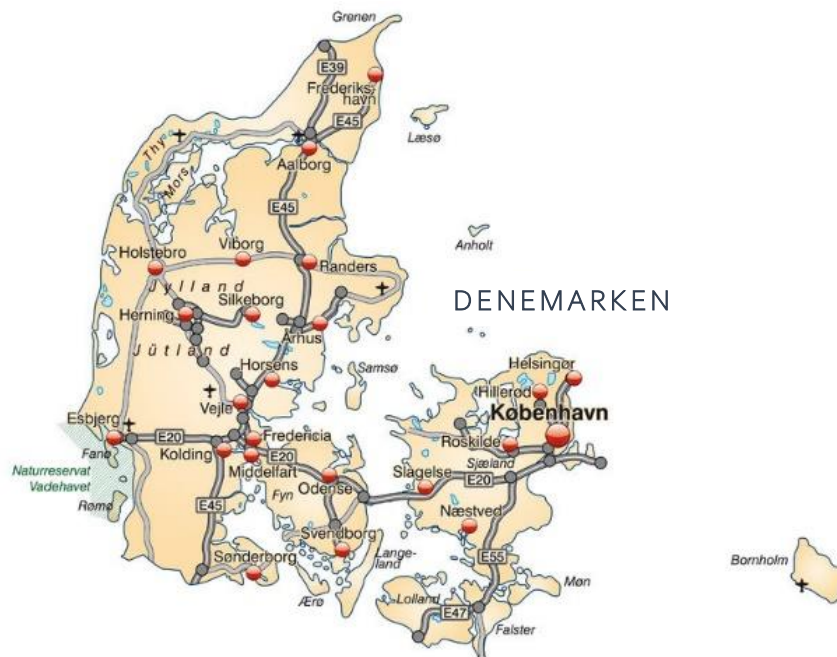 Grenen
E39
Frederiks-
havn
E45
Læsø
Thy
Aalborg
Mors
E45
Anholt
Viborg
Holstebro
Randers
Jylland
DENEMARKEN
Silkeborg
Herning
Århus
Jütland
Helsingør
Horsens
Samsø
Hillerød
Vejle
København
Esbjerg
E20
Fredericia
Roskilde
Fanø
Kolding
E20
Sjæland
Naturreservat
Vadehavet
Middelfart
Slagelse
E20
Odense
Rømø
E45
Fyn
Næstved
Svendborg
Sønderborg
Lange-
land
E55
Bornholm
Møn
Ærø
Lolland
E47
Falster